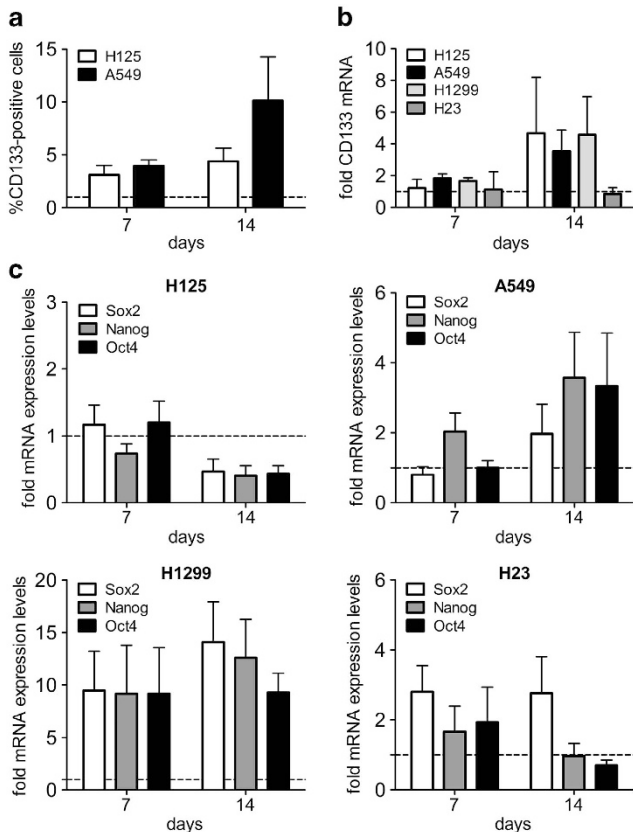 a
%CD133-positive cells
15
10
5
0
H125
A549
7 14
days
b
fold CD133 mRNA
10
8
6
4
2
0
H125
A549
H1299
H23
7 14
days
c
H125
fold mRNA expression levels
3
2
1
0
Sox2
Nanog
Oct4
7 14
days
A549
fold mRNA expression levels
6
4
2
0
Sox2
Nanog
Oct4
7 14
days
H1299
fold mRNA expression levels
20
15
10
5
0
Sox2
Nanog
Oct4
7 14
days
H23
fold mRNA expression levels
6
4
2
0
Sox2
Nanog
Oct4
7 14
days